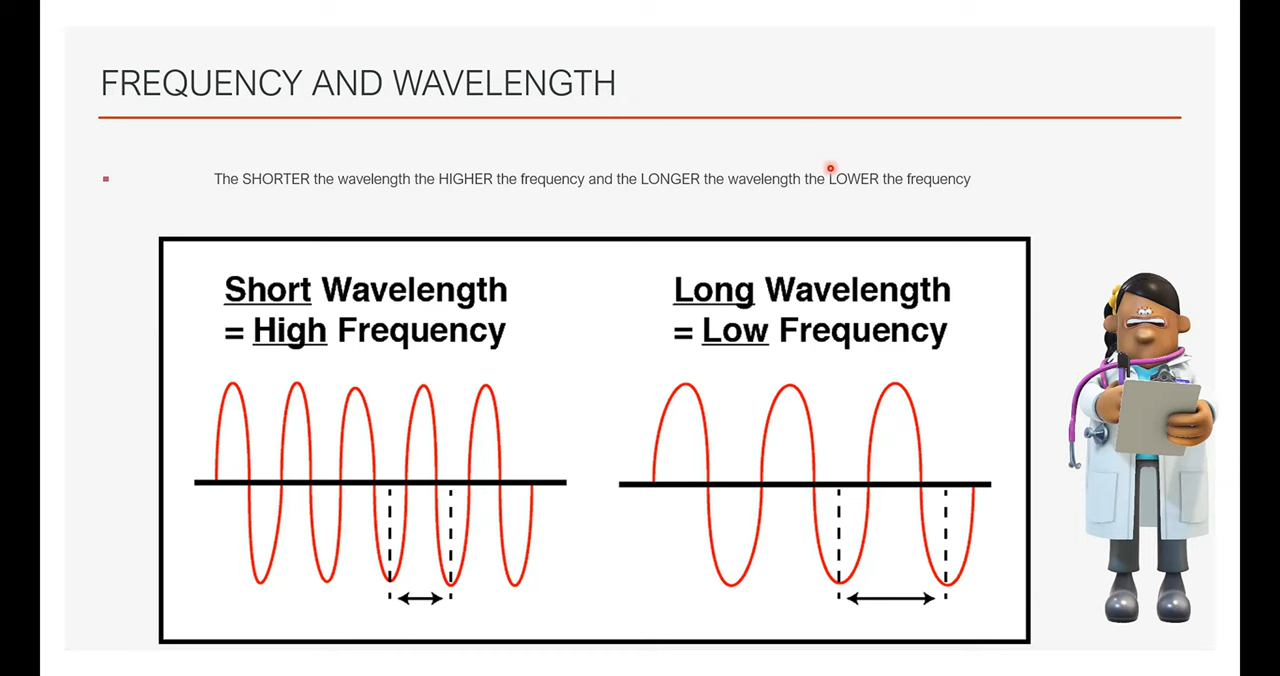 FREQUENCY AND WAVELENGTH
The SHORTER the wavelength the HIGHER the frequency and the LONGER the wavelength the LOWER the frequency
Short Wavelength
= High Frequency
Long Wavelength
= Low Frequency